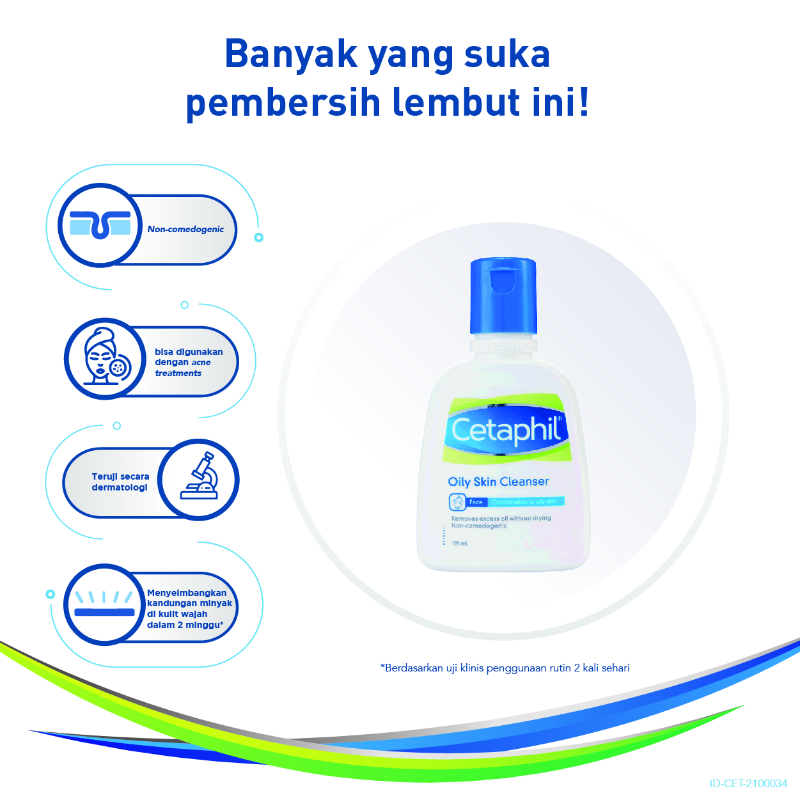 Banyak yang suka
pembersih lembut ini!
Non-comedogenic
bisa digunakan
dengan acne
treatments
Teruji secara
dermatologi
Menyeimbangkan
kandungan minyak
di kulit wajah
dalam 2 minggu*
Cetaphil®
Oily Skin Cleanser
Face Combination to oily skin
Removes excess oil without drying
Non-comedogenic
125 mL
*Berdasarkan uji klinis penggunaan rutin 2 kali sehari
ID-CET-2100034